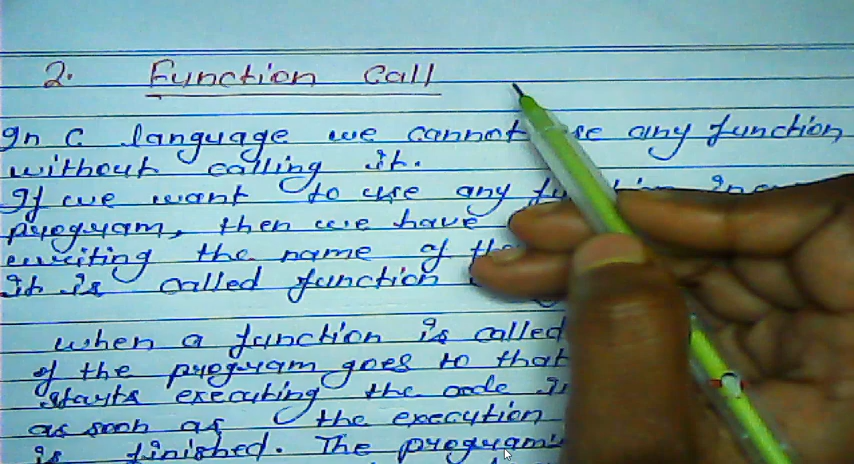 2. Function Call
In C language we cannot any function
without calling it.
If we want to use any
program, then we have
writing the name of the
It is called function
when a function is called
of the program goes to that
starts executing the code
as soon as the execution
is finished. The program's